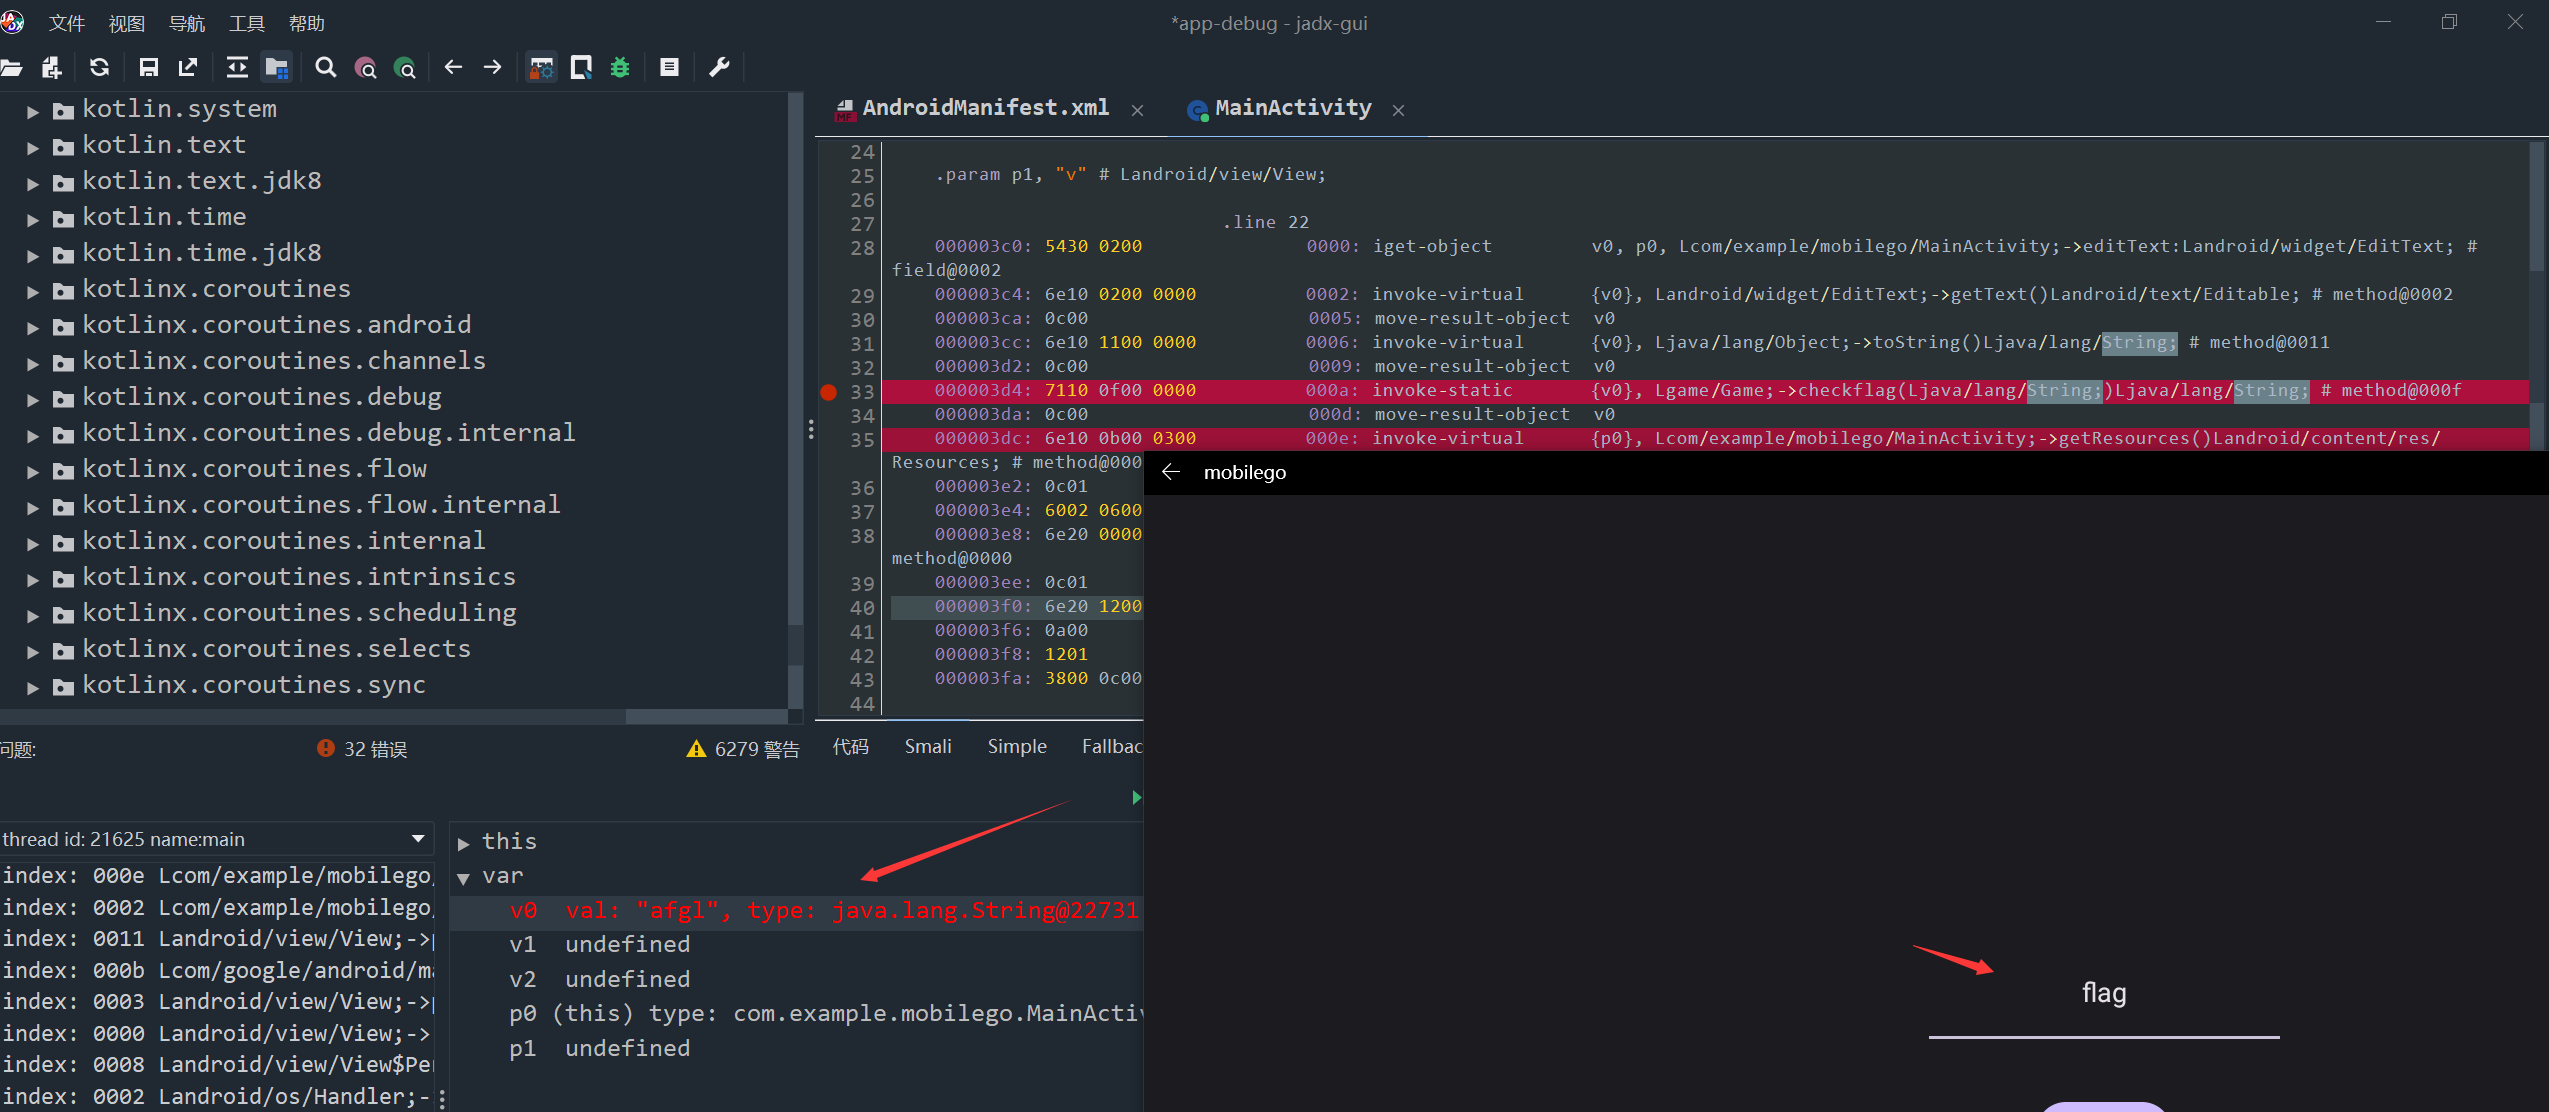 文件 视图 导航 工具 帮助
*app-debug - jadx-gui
kotlin.system
kotlin.text
kotlin.text.jdk8
kotlin.time
kotlin.time.jdk8
kotlinx.coroutines
kotlinx.coroutines.android
kotlinx.coroutines.channels
kotlinx.coroutines.debug
kotlinx.coroutines.debug.internal
kotlinx.coroutines.flow
kotlinx.coroutines.flow.internal
kotlinx.coroutines.internal
kotlinx.coroutines.intrinsics
kotlinx.coroutines.scheduling
kotlinx.coroutines.selects
kotlinx.coroutines.sync
问题: 32 错误 6279 警告
AndroidManifest.xml MainActivity
24
25 .param p1, "v" # Landroid/view/View;
26
27 .line 22
28 000003c0: 5430 0200 0000: iget-object v0, p0, Lcom/example/mobilego/MainActivity;->editText:Landroid/widget/EditText; #
field@0002
29 000003c4: 6e10 0200 0000 0002: invoke-virtual {v0}, Landroid/widget/EditText;->getText()Landroid/text/Editable; # method@0002
30 000003ca: 0c00 0005: move-result-object v0
31 000003cc: 6e10 1100 0000 0006: invoke-virtual {v0}, Ljava/lang/Object;->toString()Ljava/lang/String; # method@0011
32 000003d2: 0c00 0009: move-result-object v0
33 000003d4: 7110 0f00 0000 000a: invoke-static {v0}, Lgame/Game;->checkflag(Ljava/lang/String;)Ljava/lang/String; # method@000f
34 000003da: 0c00 000d: move-result-object v0
35 000003dc: 6e10 0b00 0300 000e: invoke-virtual {p0}, Lcom/example/mobilego/MainActivity;->getResources()Landroid/content/res/
Resources; # method@000
36 000003e2: 0c01
37 000003e4: 6002 0600
38 000003e8: 6e20 0000
method@0000
39 000003ee: 0c01
40 000003f0: 6e20 1200
41 000003f6: 0a00
42 000003f8: 1201
43 000003fa: 3800 0c00
44
代码 Smali Simple Fallbac
thread id: 21625 name:main
index: 000e Lcom/example/mobilego/
index: 0002 Lcom/example/mobilego
index: 0011 Landroid/view/View;->
index: 000b Lcom/google/android/m
index: 0003 Landroid/view/View;->
index: 0000 Landroid/view/View;->
index: 0008 Landroid/view/View$Pe
index: 0002 Landroid/os/Handler;-
this
var
v0 val: "afgl", type: java.lang.String@22731
v1 undefined
v2 undefined
p0 (this) type: com.example.mobilego.MainActi
p1 undefined
mobilego
flag